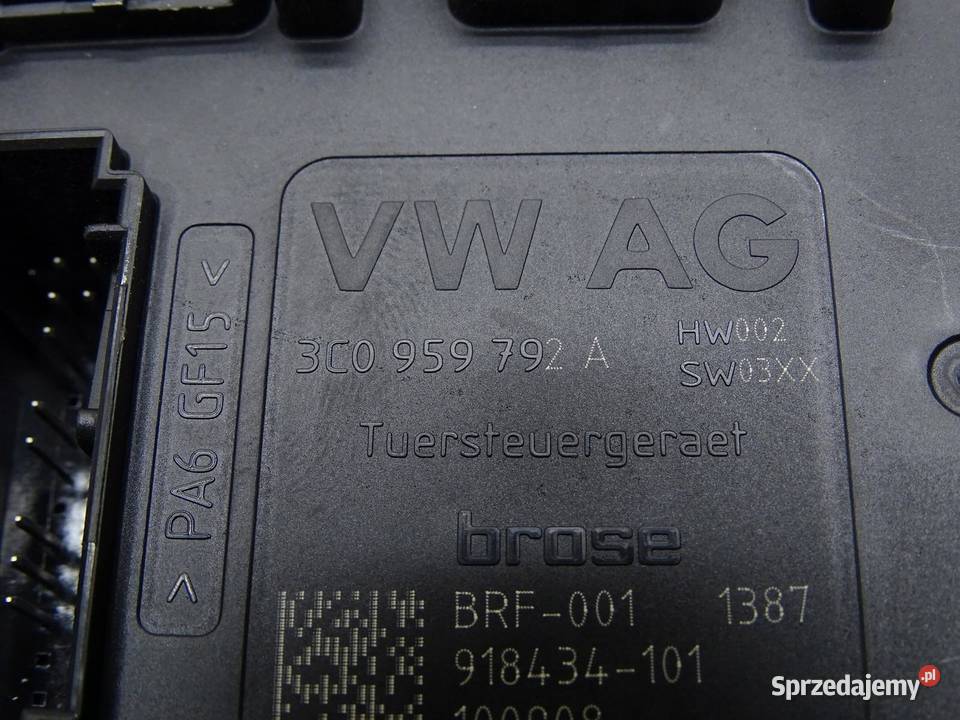 VW AG
3C0 959 792 A
HW002
SW03XX
Tuersteuergeraet
brose
BRF-001 1387
918434-101
> PA6 GF15 <
Sprzedajemy.pl